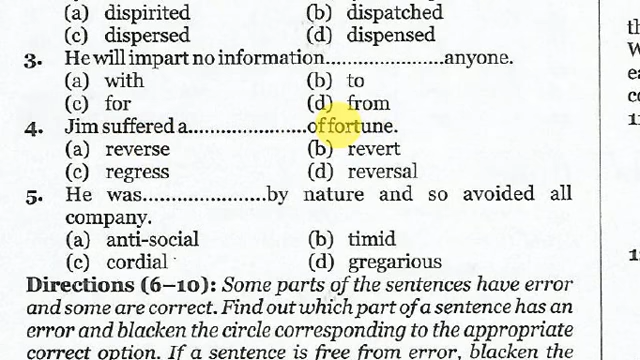 (a) dispirited (b) dispatched
(c) dispersed (d) dispensed
3. He will impart no information......................anyone.
(a) with (b) to
(c) for (d) from
4. Jim suffered a......................of fortune.
(a) reverse (b) revert
(c) regress (d) reversal
5. He was.......................by nature and so avoided all
company.
(a) anti-social (b) timid
(c) cordial (d) gregarious
Directions (6–10): Some parts of the sentences have error
and some are correct. Find out which part of a sentence has an
error and blacken the circle corresponding to the appropriate
correct option. If a sentence is free from error, blacken the